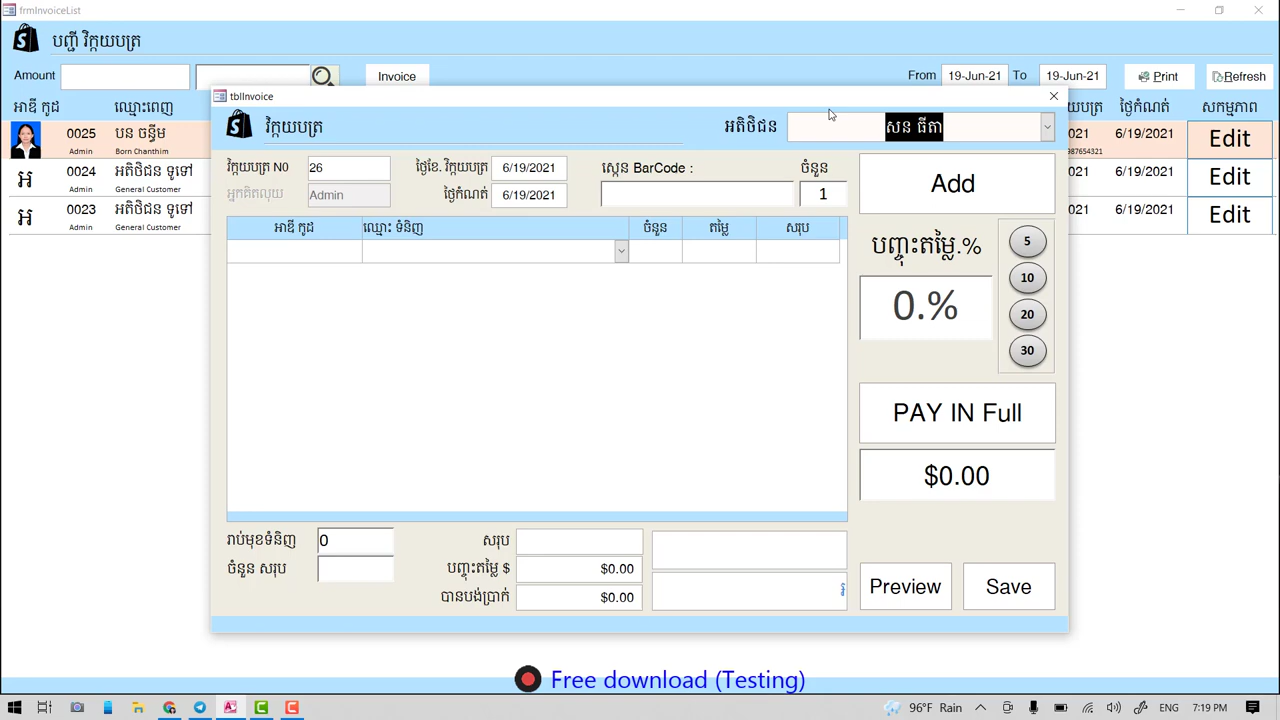 frmInvoiceList
បញ្ជី វិក្កយបត្រ
Amount
Invoice
From 19-Jun-21 To 19-Jun-21
Print
Refresh
អាឌី កូដ ឈ្មោះពេញ
បត្រ ថ្ងៃកំណត់ សកម្មភាព
0025 បន ចន្ធីម
Admin Born Chanthim
021 6/19/2021 Edit
987654321
អ 0024 អតិថិជន ទូទៅ
Admin General Customer
021 6/19/2021 Edit
អ 0023 អតិថិជន ទូទៅ
Admin General Customer
021 6/19/2021 Edit
tblInvoice
វិក្កយបត្រ
អតិថិជន សន ធីតា
វិក្កយបត្រ N0 26
ថ្ងៃខែ. វិក្កយបត្រ 6/19/2021
ស្កេន BarCode :
ចំនួន
អ្នកគិតលុយ Admin
ថ្ងៃកំណត់ 6/19/2021
1
Add
អាឌី កូដ ឈ្មោះ ទំនិញ ចំនួន តម្លៃ សរុប
បញ្ចុះតម្លៃ.%
0.%
5
10
20
30
PAY IN Full
$0.00
រាប់មុខទំនិញ 0
ចំនួន សរុប
សរុប
បញ្ចុះតម្លៃ $ $0.00
បានបង់ប្រាក់ $0.00
Preview
Save
Free download (Testing)
96°F Rain
ENG
7:19 PM